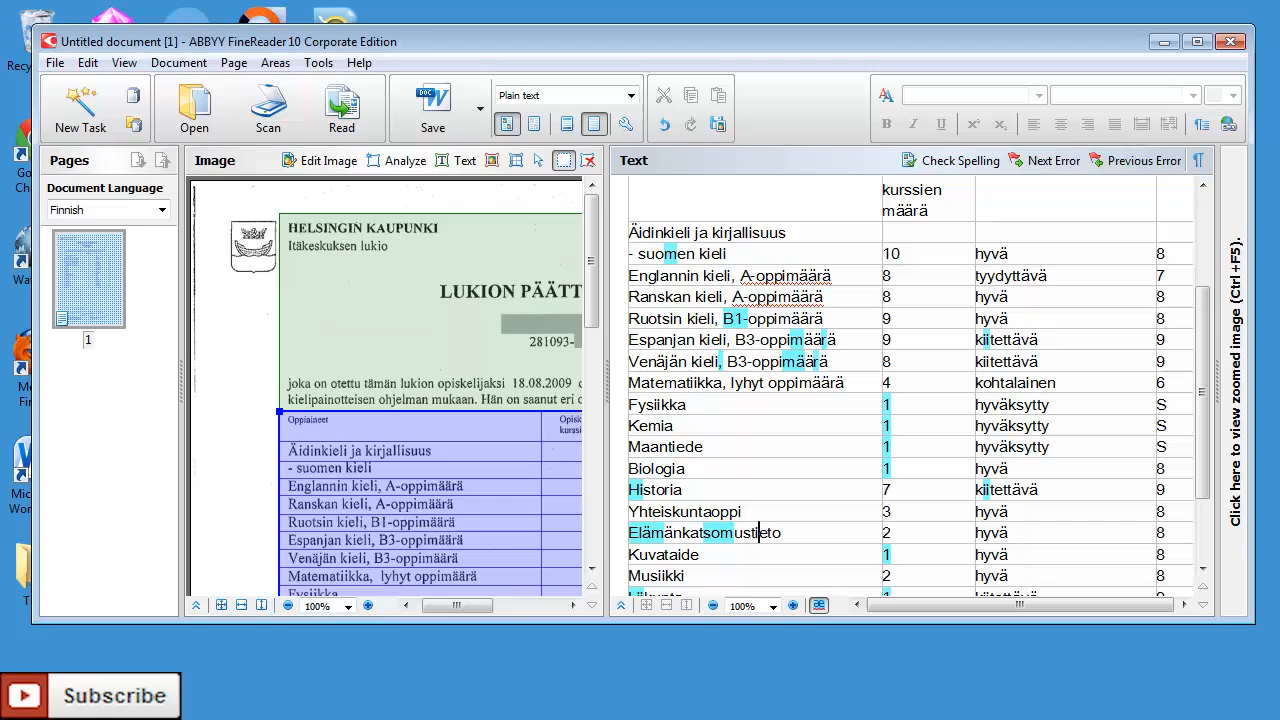 Untitled document [1] - ABBYY FineReader 10 Corporate Edition
File Edit View Document Page Areas Tools Help
New Task Open Scan Read Save Plain text
Pages
Document Language
Finnish
1
Image Edit Image Analyze Text
HELSINGIN KAUPUNKI
Itäkeskuksen lukio
LUKION PÄÄTT
281093-
joka on otettu tämän lukion opiskelijaksi 18.08.2009
kielipainotteisen ohjelman mukaan. Hän on saanut eri
Oppiaineet Opisk
kurssi
Äidinkieli ja kirjallisuus
- suomen kieli
Englannin kieli, A-oppimäärä
Ranskan kieli, A-oppimäärä
Ruotsin kieli, B1-oppimäärä
Espanjan kieli, B3-oppimäärä
Venäjän kieli, B3-oppimäärä
Matematiikka, lyhyt oppimäärä
Fysiikka
100%
Text Check Spelling Next Error Previous Error
kurssien
määrä
Äidinkieli ja kirjallisuus
- suomen kieli 10 hyvä 8
Englannin kieli, A-oppimäärä 8 tyydyttävä 7
Ranskan kieli, A-oppimäärä 8 hyvä 8
Ruotsin kieli, B1-oppimäärä 9 hyvä 8
Espanjan kieli, B3-oppimäärä 9 kiitettävä 9
Venäjän kieli, B3-oppimäärä 8 kiitettävä 9
Matematiikka, lyhyt oppimäärä 4 kohtalainen 6
Fysiikka 1 hyväksytty S
Kemia 1 hyväksytty S
Maantiede 1 hyväksytty S
Biologia 1 hyvä 8
Historia 7 kiitettävä 9
Yhteiskuntaoppi 3 hyvä 8
Elämänkatsomustieto 2 hyvä 8
Kuvataide 1 hyvä 8
Musiikki 2 hyvä 8
100%
Click here to view zoomed image (Ctrl+F5).
Subscribe